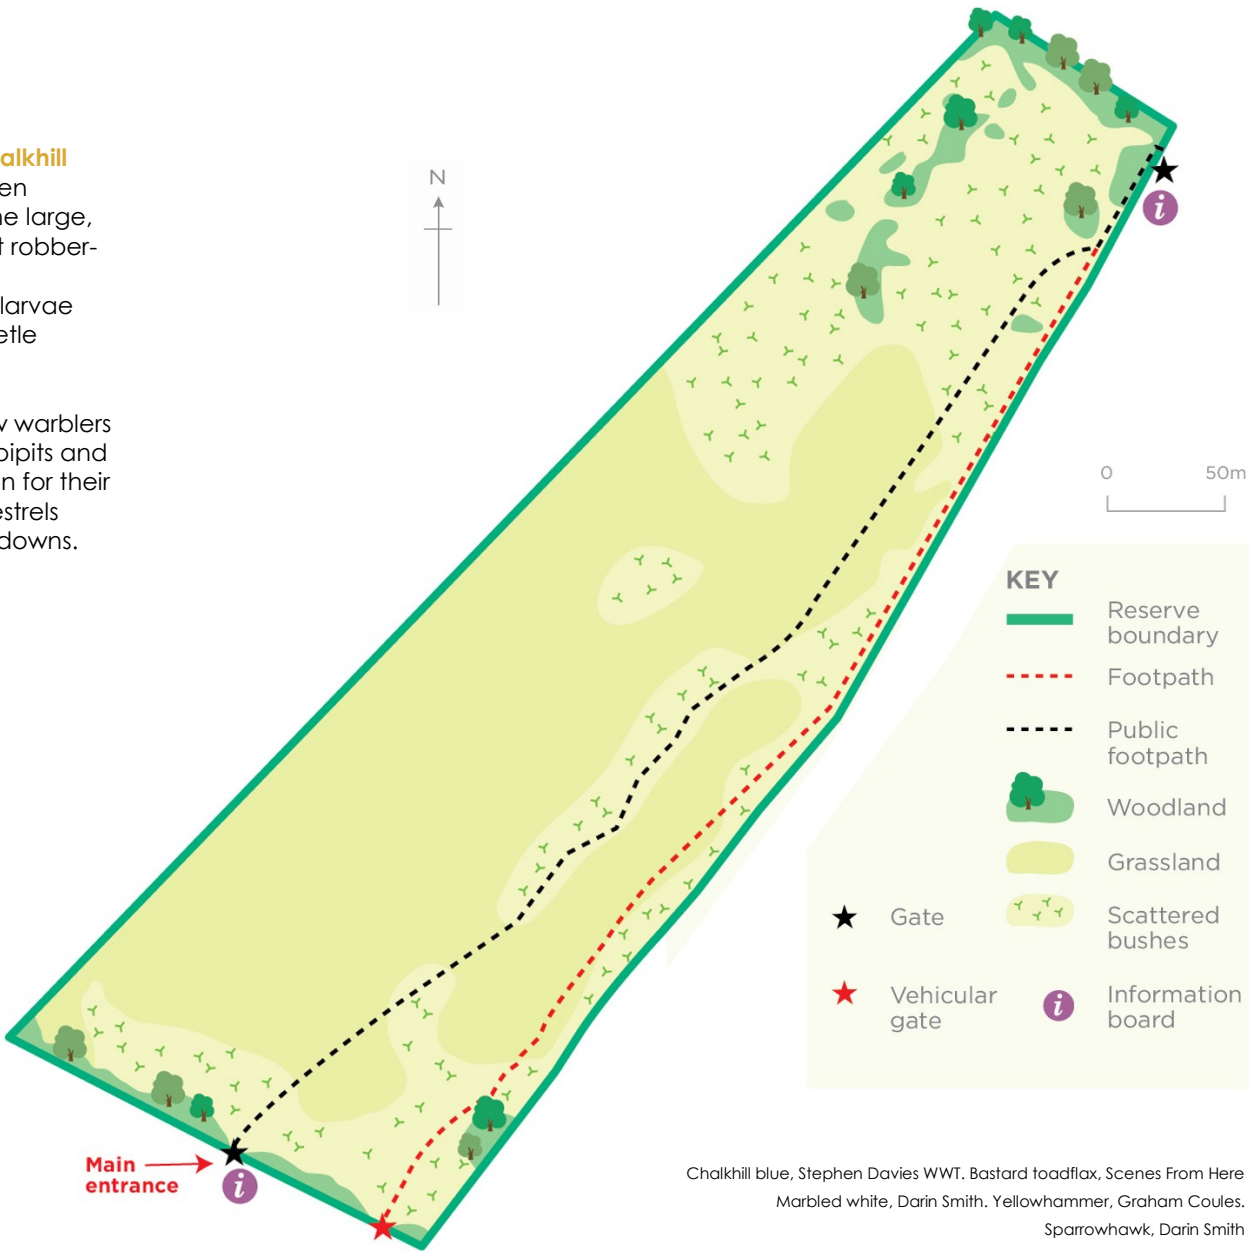 alkhill
en
ne large,
t robber-
larvae
etle
w warblers
pipits and
n for their
estrels
downs.
N
0 50m
KEY
Reserve
boundary
Footpath
Public
footpath
Woodland
Grassland
Scattered
bushes
Gate
Vehicular
gate
i
Information
board
i
Main
entrance
i
Chalkhill blue, Stephen Davies WWT. Bastard toadflax, Scenes From Here
Marbled white, Darin Smith. Yellowhammer, Graham Coules.
Sparrowhawk, Darin Smith